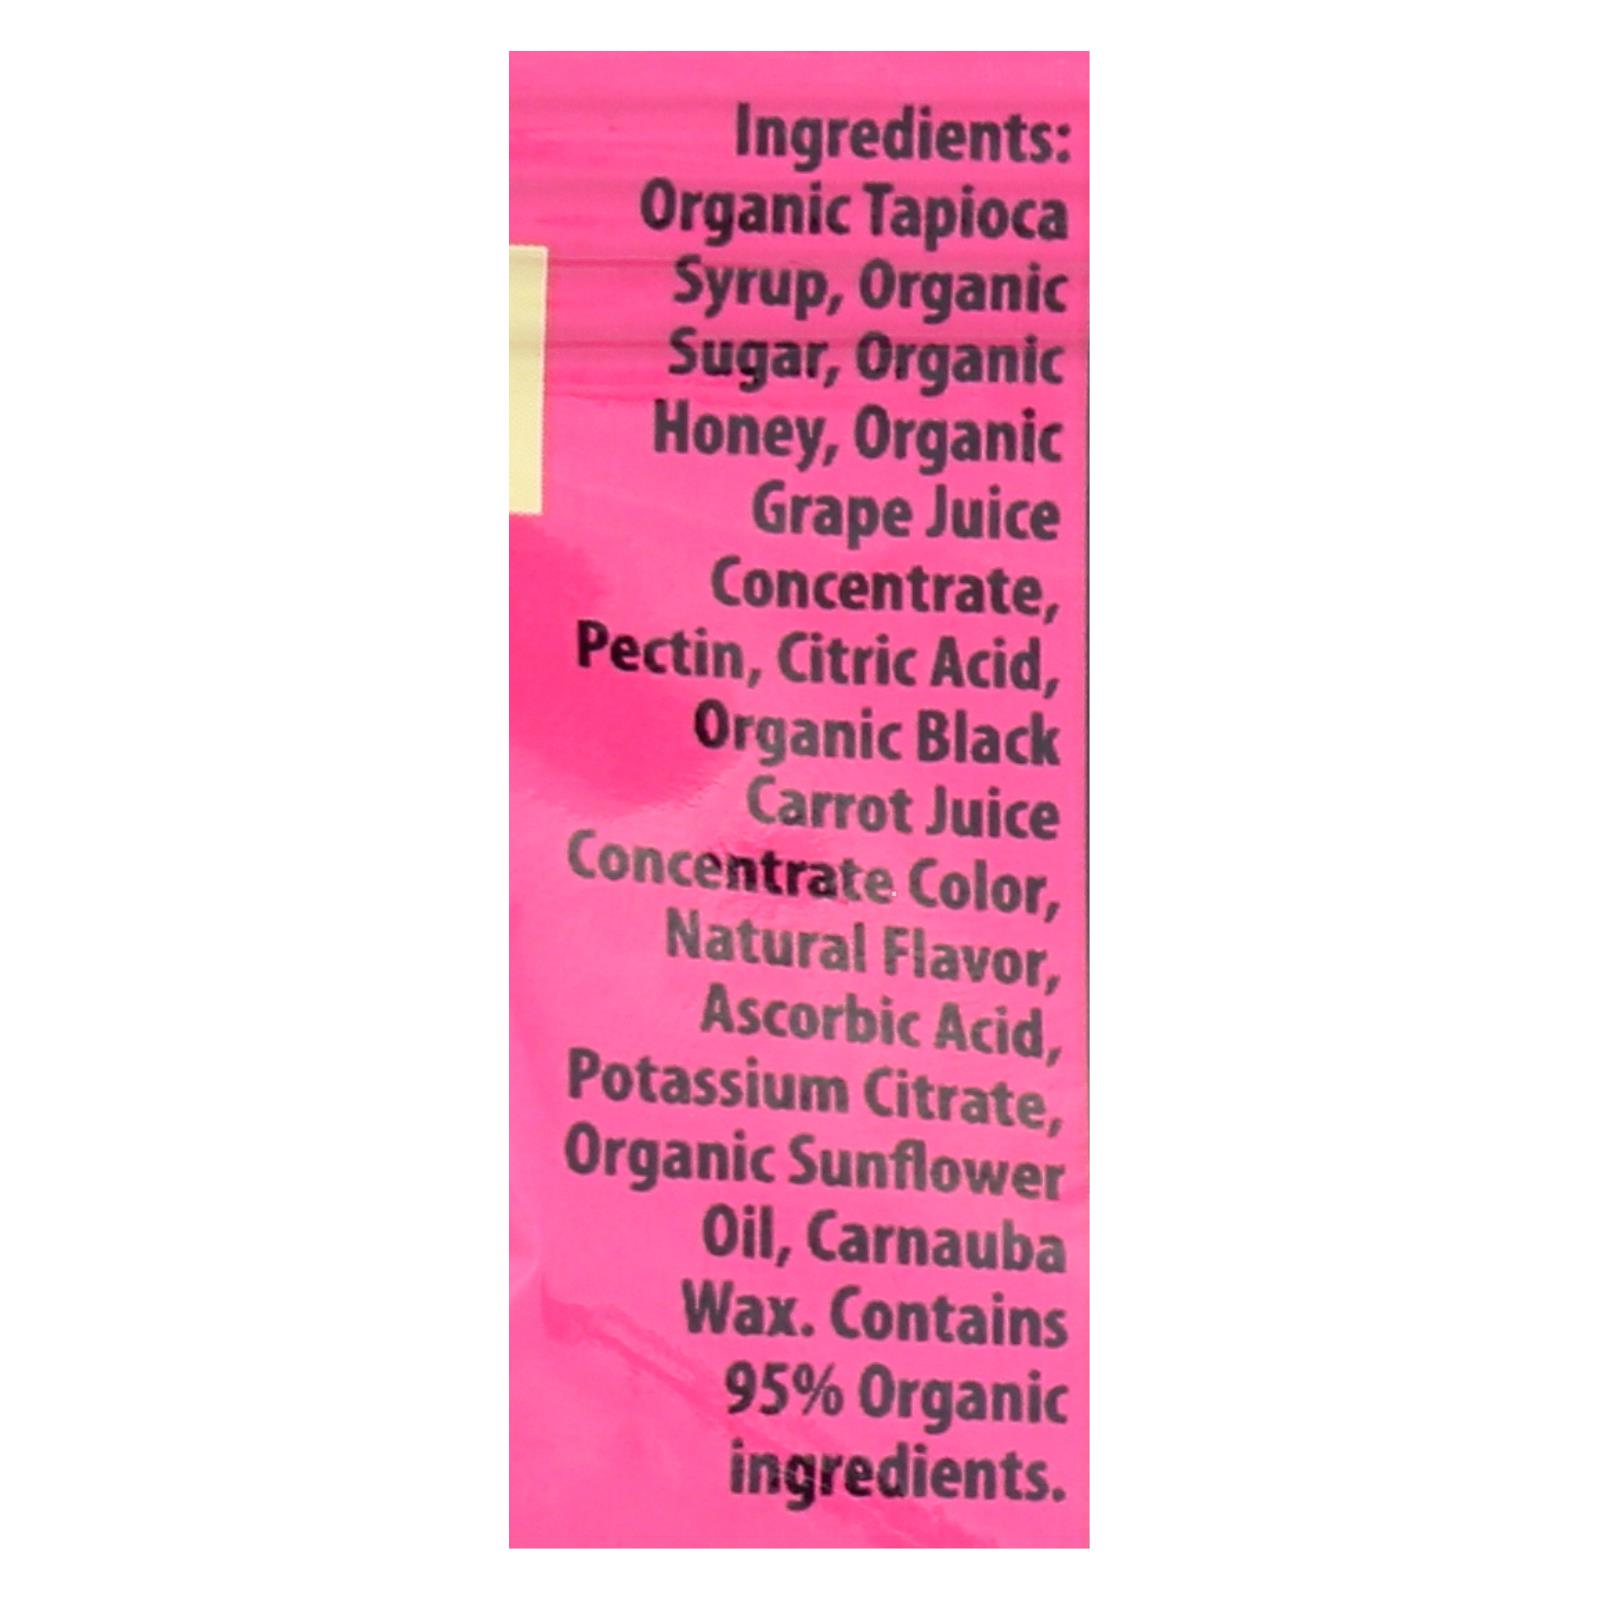 Ingredients:
Organic Tapioca
Syrup, Organic
Sugar, Organic
Honey, Organic
Grape Juice
Concentrate,
Pectin, Citric Acid,
Organic Black
Carrot Juice
Concentrate Color,
Natural Flavor,
Ascorbic Acid,
Potassium Citrate,
Organic Sunflower
Oil, Carnauba
Wax. Contains
95% Organic
ingredients.